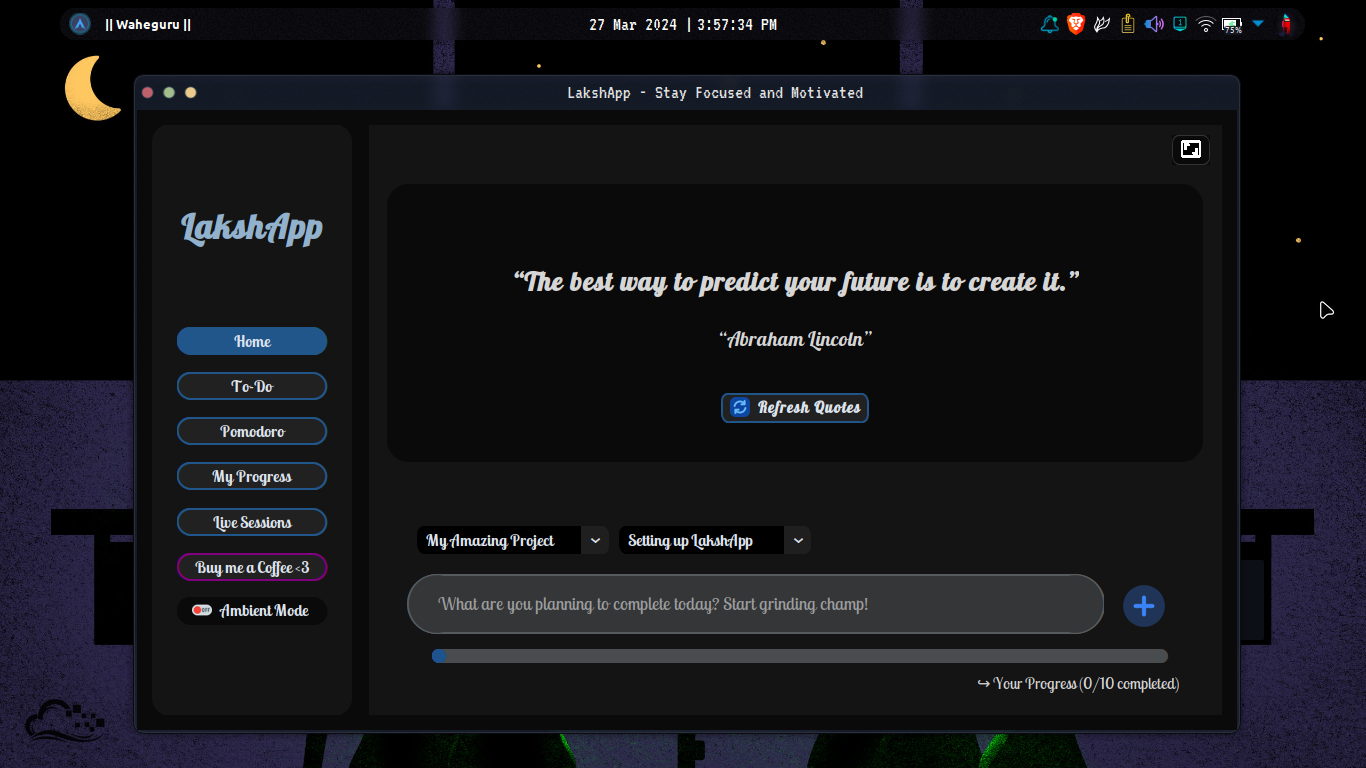 || Waheguru ||
27 Mar 2024 | 3:57:34 PM
1
75%
LakshApp - Stay Focused and Motivated
LakshApp
Home
To-Do
Pomodoro
My Progress
Live Sessions
Buy me a Coffee <3
OFF Ambient Mode
“The best way to predict your future is to create it.”
“Abraham Lincoln”
Refresh Quotes
My Amazing Project
Setting up LakshApp
What are you planning to complete today? Start grinding champ!
↪ Your Progress (0/10 completed)